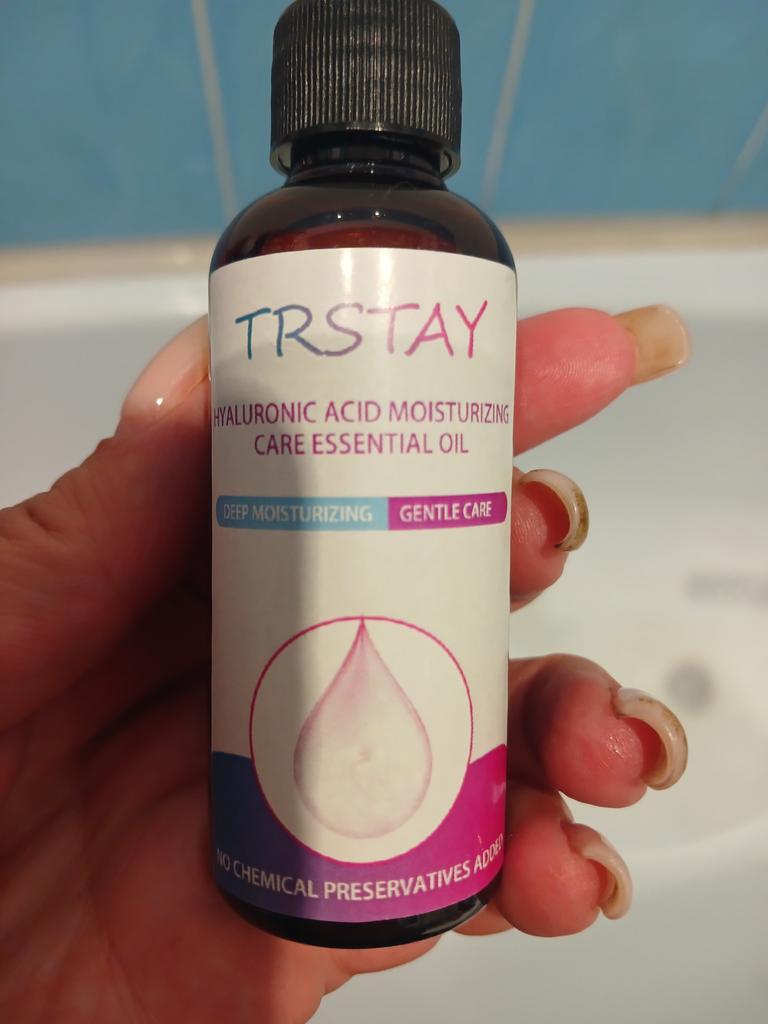 TRSTAY
HYALURONIC ACID MOISTURIZING
CARE ESSENTIAL OIL
DEEP MOISTURIZING GENTLE CARE
NO CHEMICAL PRESERVATIVES ADDED